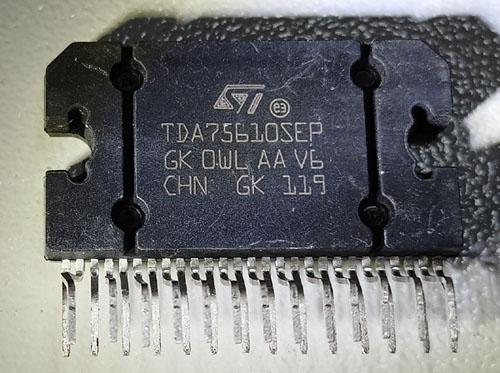 ST e3
TDA75610SEP
GK 0WL AA V6
CHN GK 119